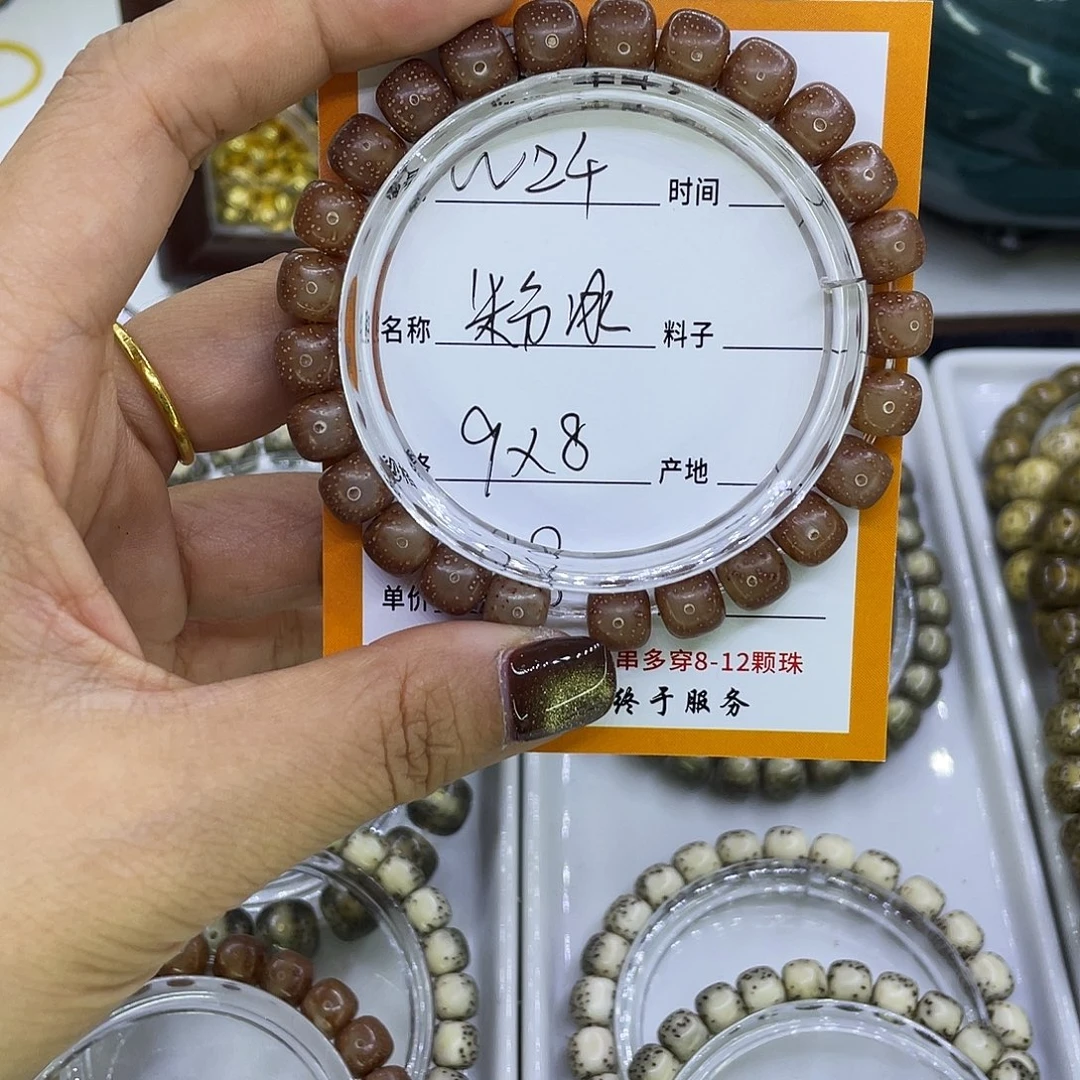 W24 时间
名称 粉冰 料子
9x8 产地
单价
串多穿8-12颗珠
终于服务